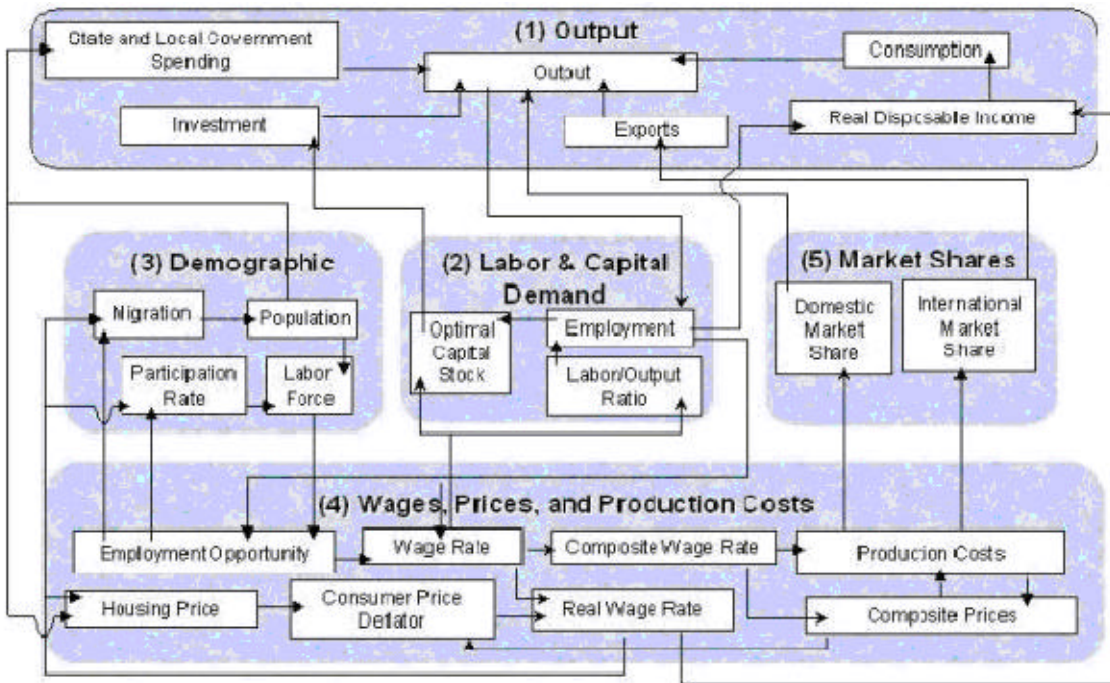 (1) Output
State and Local Government
Spending
Output
Consumption
Investment
Exports
Real Disposable Income
(3) Demographic
Nigration
Population
Participation
Rate
Labor
Force
(2) Labor & Capital
Demand
Optimal
Capital
Stock
Employment
Labor/Output
Ratio
(5) Market Shares
Domestic
Market
Share
International
Market
Share
(4) Wages, Prices, and Production Costs
Employment Opportunity
Wage Rate
Composite Wage Rate
Production Costs
Housing Price
Consumer Price
Deflator
Real Wage Rate
Composite Prices